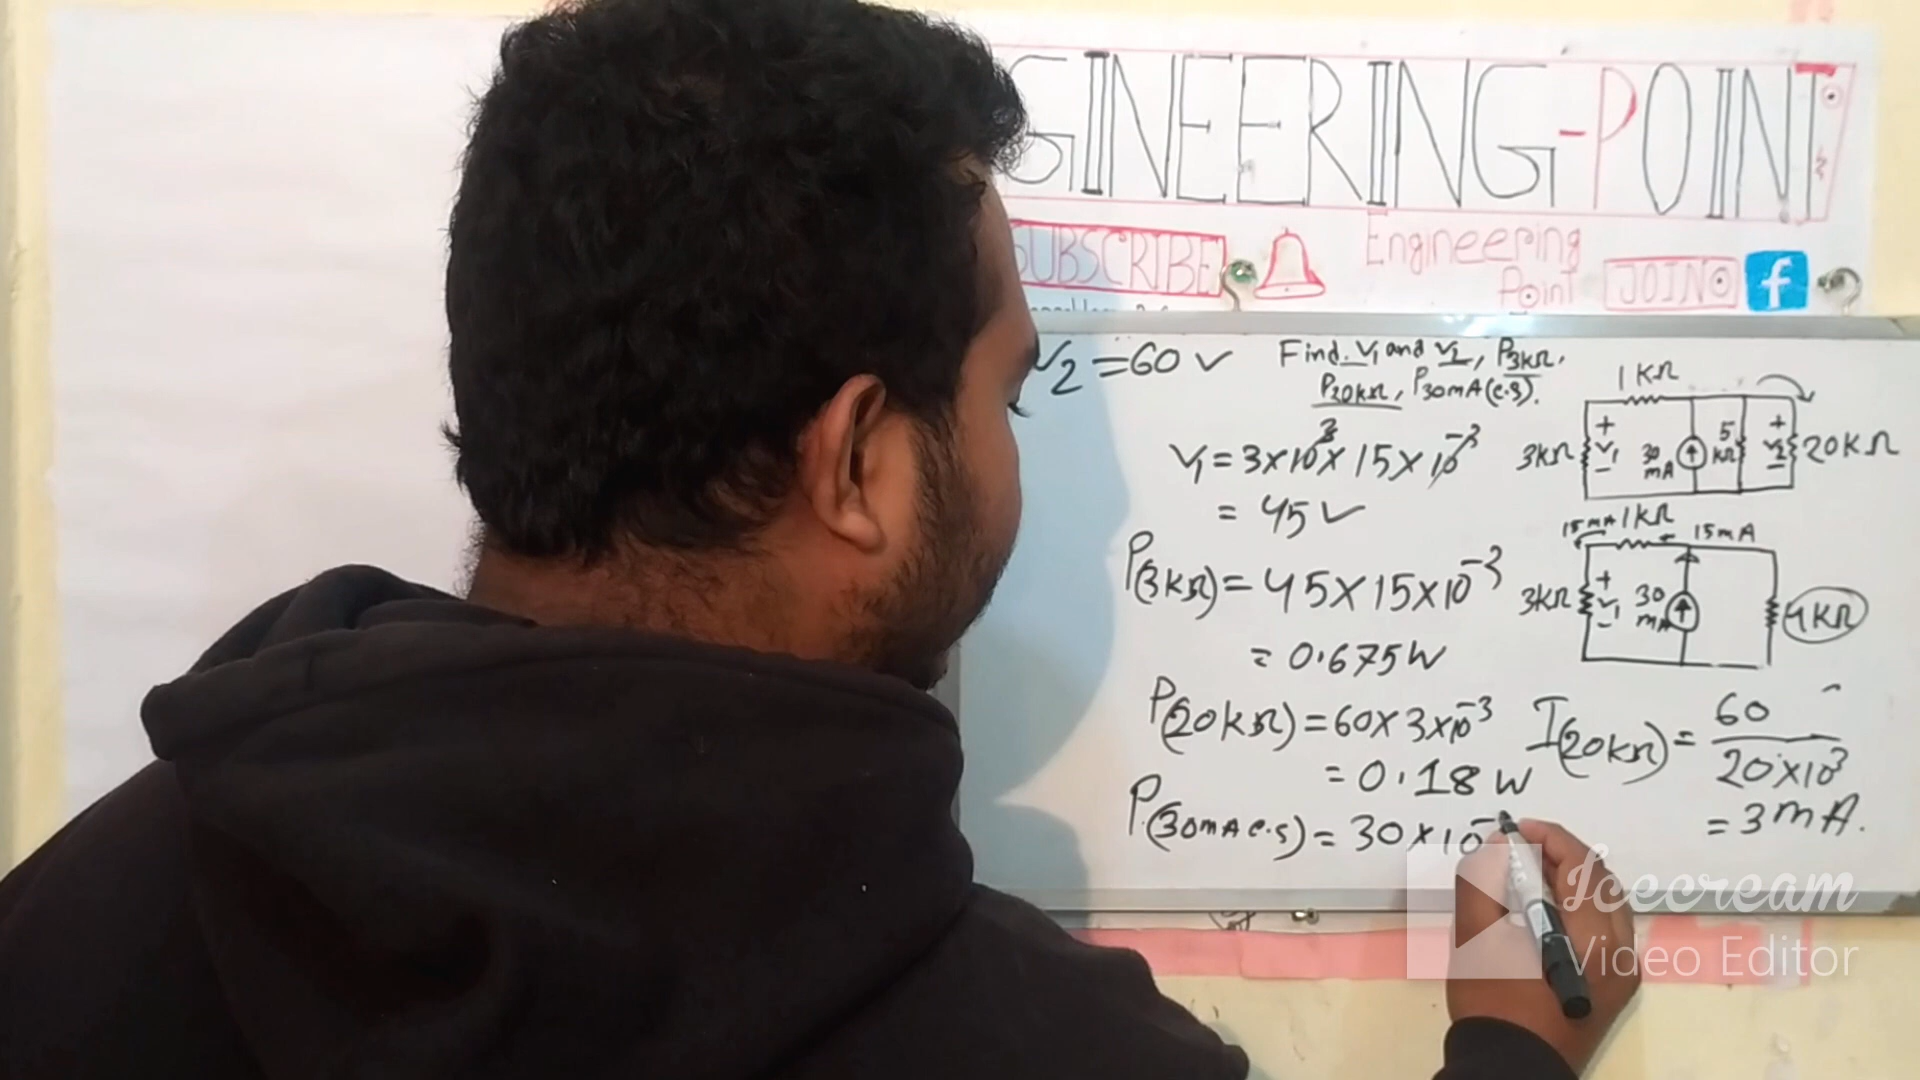 GINEERING-POINT
SUBSCRIBE
Engineering
Point
JOIN
f
V2 = 60 V
Find V1 and V2, P3KΩ,
P20KΩ, P30mA(C.S).
V1 = 3×10³ × 15×10⁻³
= 45 V
P(3KΩ) = 45×15×10⁻³
= 0.675W
P(20KΩ) = 60×3×10⁻³
= 0.18 W
P(30mA C.S) = 30×10⁻
1KΩ
3KΩ
+
V1
-
30
mA
5
KΩ
+
V2
-
20KΩ
15mA
1KΩ
15mA
3KΩ
+
V1
-
30
mA
4KΩ
I(20KΩ) = 60
20×10³
= 3mA.
Icecream
Video Editor